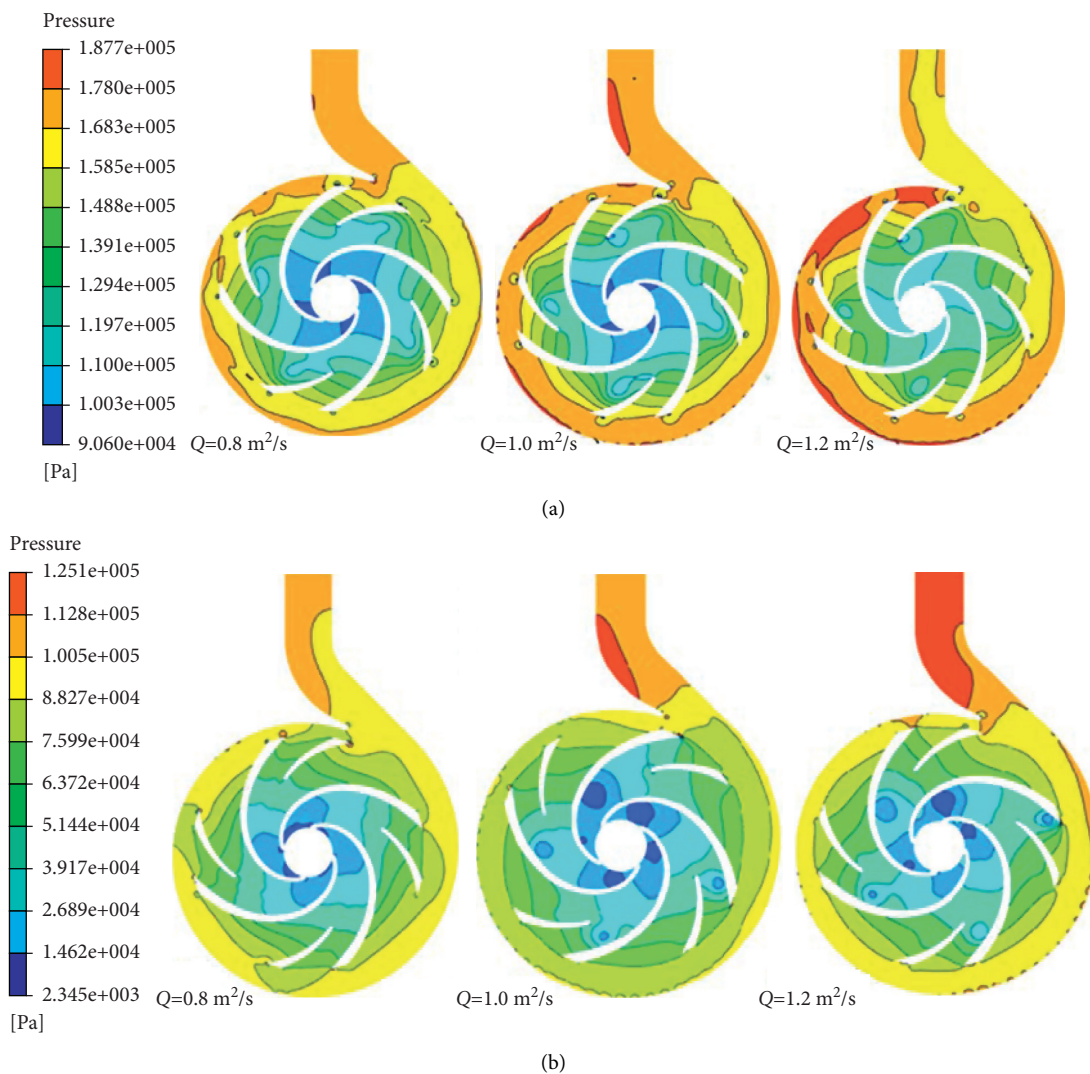 Pressure
1.877e+005
1.780e+005
1.683e+005
1.585e+005
1.488e+005
1.391e+005
1.294e+005
1.197e+005
1.100e+005
1.003e+005
9.060e+004
[Pa]
Q=0.8 m²/s
Q=1.0 m²/s
Q=1.2 m²/s
(a)
Pressure
1.251e+005
1.128e+005
1.005e+005
8.827e+004
7.599e+004
6.372e+004
5.144e+004
3.917e+004
2.689e+004
1.462e+004
2.345e+003
[Pa]
Q=0.8 m²/s
Q=1.0 m²/s
Q=1.2 m²/s
(b)